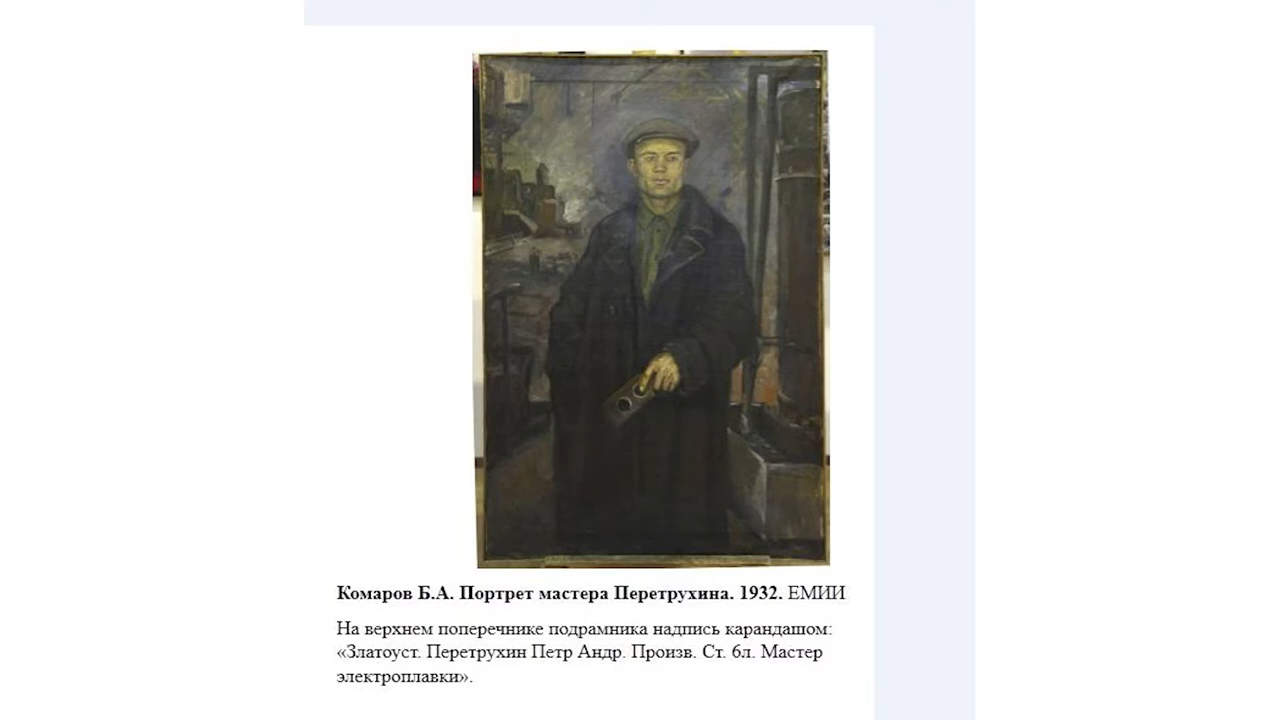 Комаров Б.А. Портрет мастера Перетрухина. 1932. ЕМИИ
На верхнем поперечнике подрамника надпись карандашом:
«Златоуст. Перетрухин Петр Андр. Произв. Ст. бл. Мастер
электроплавки».